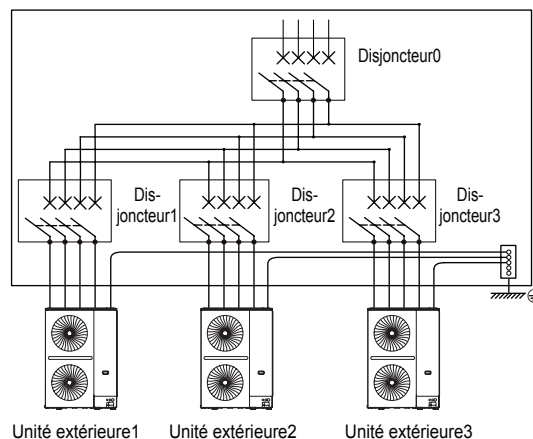 Disjoncteur0
Dis-
joncteur1
Dis-
joncteur2
Dis-
joncteur3
Unité extérieure1
Unité extérieure2
Unité extérieure3